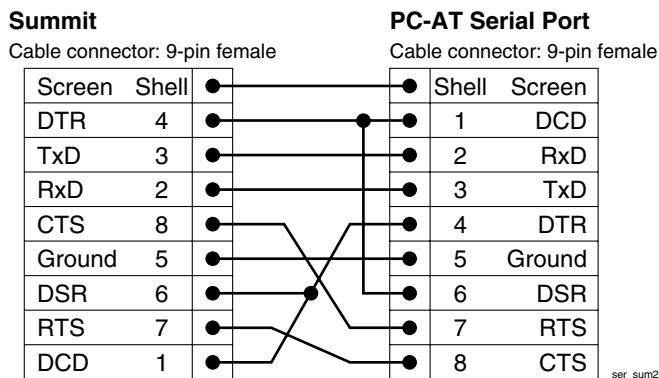 Summit PC-AT Serial Port
Cable connector: 9-pin female Cable connector: 9-pin female
Screen Shell Shell Screen
DTR 4 1 DCD
TxD 3 2 RxD
RxD 2 3 TxD
CTS 8 4 DTR
Ground 5 5 Ground
DSR 6 6 DSR
RTS 7 7 RTS
DCD 1 8 CTS
ser_sum2